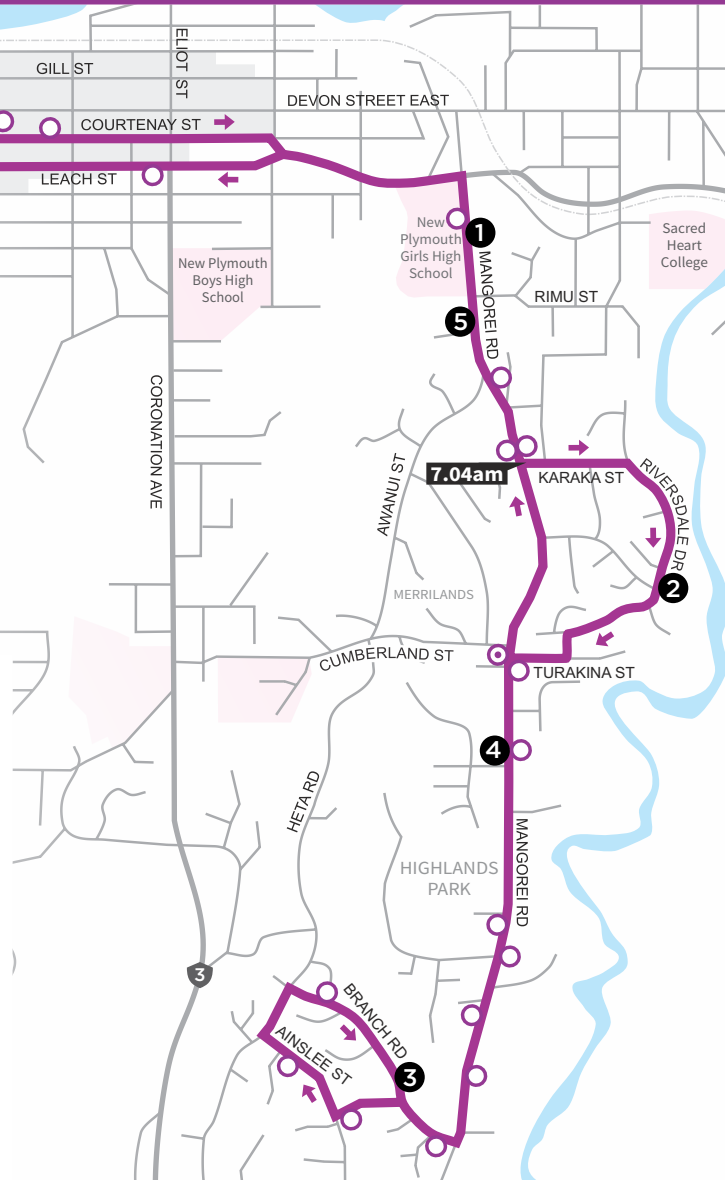 ELIOT ST
GILL ST
DEVON STREET EAST
COURTENAY ST
LEACH ST
New
Plymouth
Girls High
School
1
Sacred
Heart
College
New Plymouth
Boys High
School
MANGOREI RD
RIMU ST
5
CORONATION AVE
AWANUI ST
7.04am
KARAKA ST
RIVERSDALE DR
2
MERRILANDS
CUMBERLAND ST
TURAKINA ST
4
HETA RD
MANGOREI RD
HIGHLANDS
PARK
3
BRANCH RD
AINSLEE ST
3